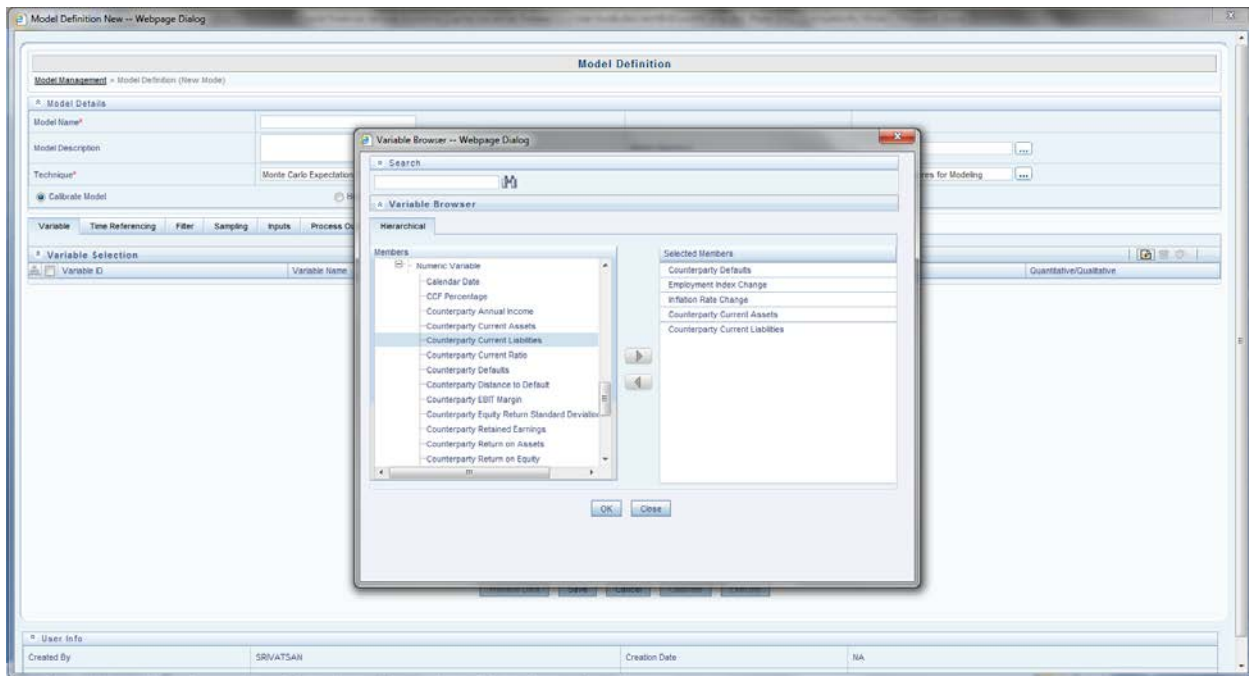 Model Definition New -- Webpage Dialog
Model Definition
Model Management » Model Definition (New Mode)
Model Details
Model Name*
Model Description
Technique*
Monte Carlo Expectation
res for Modeling
Calibrate Model
Variable Time Referencing Filter Sampling Inputs Process
Variable Selection
Variable ID
Variable Name
Quantitative/Qualitative
Variable Browser -- Webpage Dialog
Search
Variable Browser
Hierarchical
Members
Numeric Variable
Calendar Date
CCF Percentage
Counterparty Annual Income
Counterparty Current Assets
Counterparty Current Liabilities
Counterparty Current Ratio
Counterparty Defaults
Counterparty Distance to Default
Counterparty EBIT Margin
Counterparty Equity Return Standard Deviation
Counterparty Retained Earnings
Counterparty Return on Assets
Counterparty Return on Equity
Selected Members
Counterparty Defaults
Employment Index Change
Inflation Rate Change
Counterparty Current Assets
Counterparty Current Liabilities
OK Close
Save Cancel
User Info
Created By
SRIVATSAN
Creation Date
NA